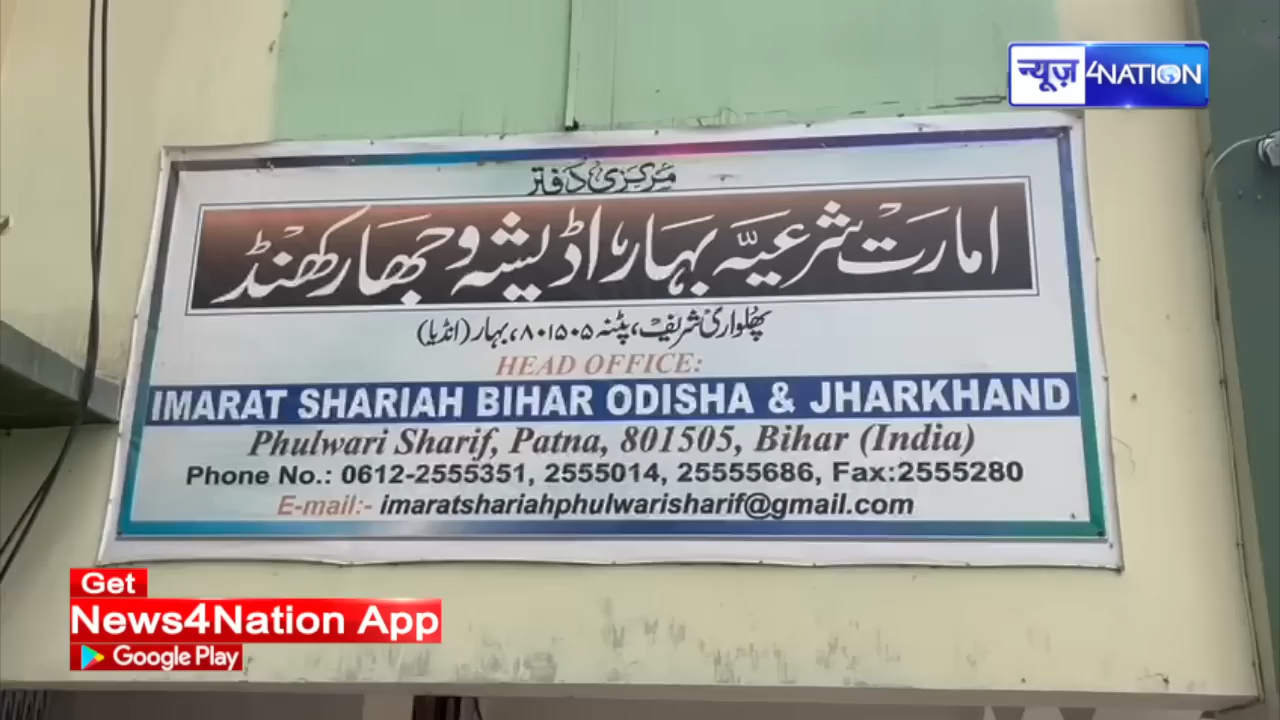 न्यूज़ 4NATION
مرکزی دفتر
امارت شرعیہ بہار، اڈیشہ و جھارکھنڈ
پھلواری شریف، پٹنہ ۸۰۱۵۰۵، بہار (انڈیا)
HEAD OFFICE:
IMARAT SHARIAH BIHAR ODISHA & JHARKHAND
Phulwari Sharif, Patna, 801505, Bihar (India)
Phone No.: 0612-2555351, 2555014, 25555686, Fax:2555280
E-mail:- imaratshariahphulwarisharif@gmail.com
Get
News4Nation App
Google Play